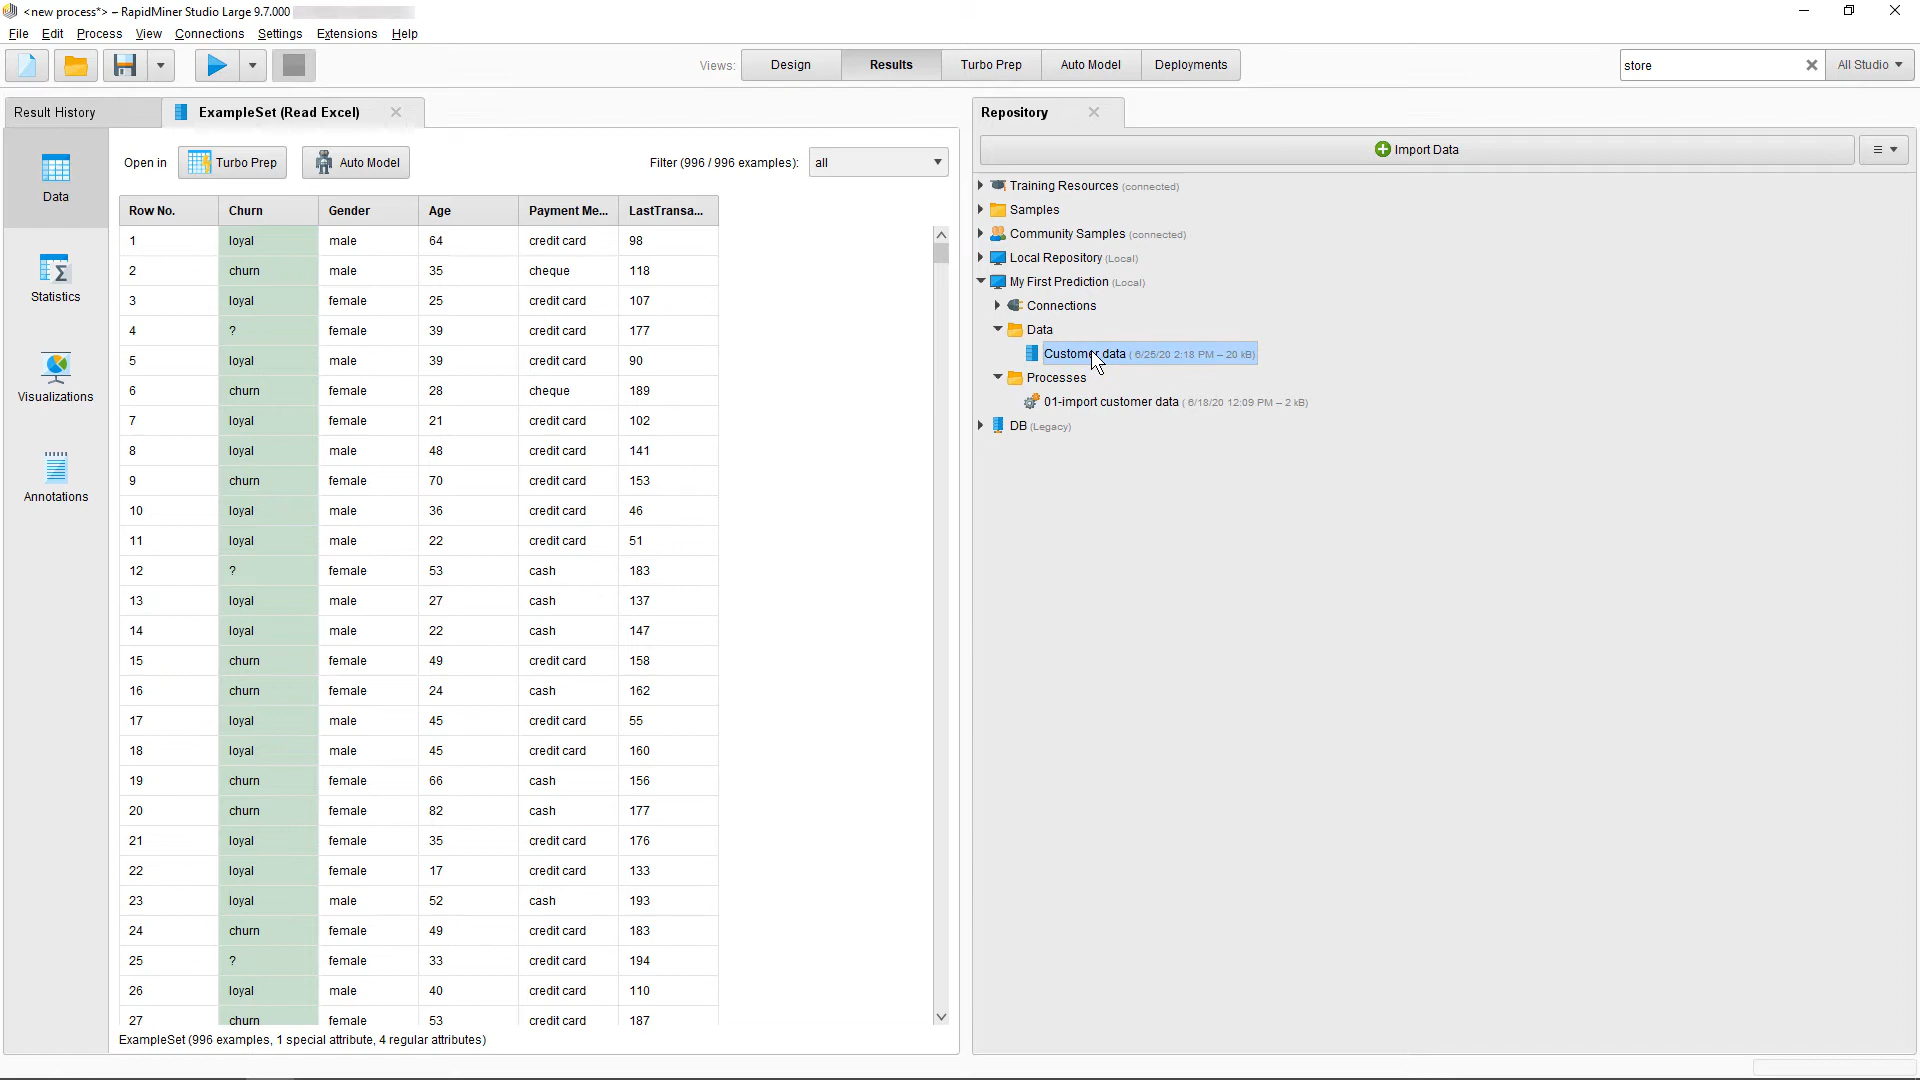 <new process*> – RapidMiner Studio Large 9.7.000
File Edit Process View Connections Settings Extensions Help
Views: Design Results Turbo Prep Auto Model Deployments store All Studio
Result History ExampleSet (Read Excel)
Data
Statistics
Visualizations
Annotations
Open in Turbo Prep Auto Model Filter (996 / 996 examples): all
Row No. Churn Gender Age Payment Me... LastTransa...
1 loyal male 64 credit card 98
2 churn male 35 cheque 118
3 loyal female 25 credit card 107
4 ? female 39 credit card 177
5 loyal male 39 credit card 90
6 churn female 28 cheque 189
7 loyal female 21 credit card 102
8 loyal male 48 credit card 141
9 churn female 70 credit card 153
10 loyal male 36 credit card 46
11 loyal male 22 credit card 51
12 ? female 53 cash 183
13 loyal male 27 cash 137
14 loyal male 22 cash 147
15 churn female 49 credit card 158
16 churn female 24 cash 162
17 loyal male 45 credit card 55
18 loyal male 45 credit card 160
19 churn female 66 cash 156
20 churn female 82 cash 177
21 loyal female 35 credit card 176
22 loyal female 17 credit card 133
23 loyal male 52 cash 193
24 churn female 49 credit card 183
25 ? female 33 credit card 194
26 loyal male 40 credit card 110
27 churn female 53 credit card 187
ExampleSet (996 examples, 1 special attribute, 4 regular attributes)
Repository
Import Data
Training Resources (connected)
Samples
Community Samples (connected)
Local Repository (Local)
My First Prediction (Local)
Connections
Data
Customer data ( 6/25/20 2:18 PM – 20 kB)
Processes
01-import customer data ( 6/18/20 12:09 PM – 2 kB)
DB (Legacy)